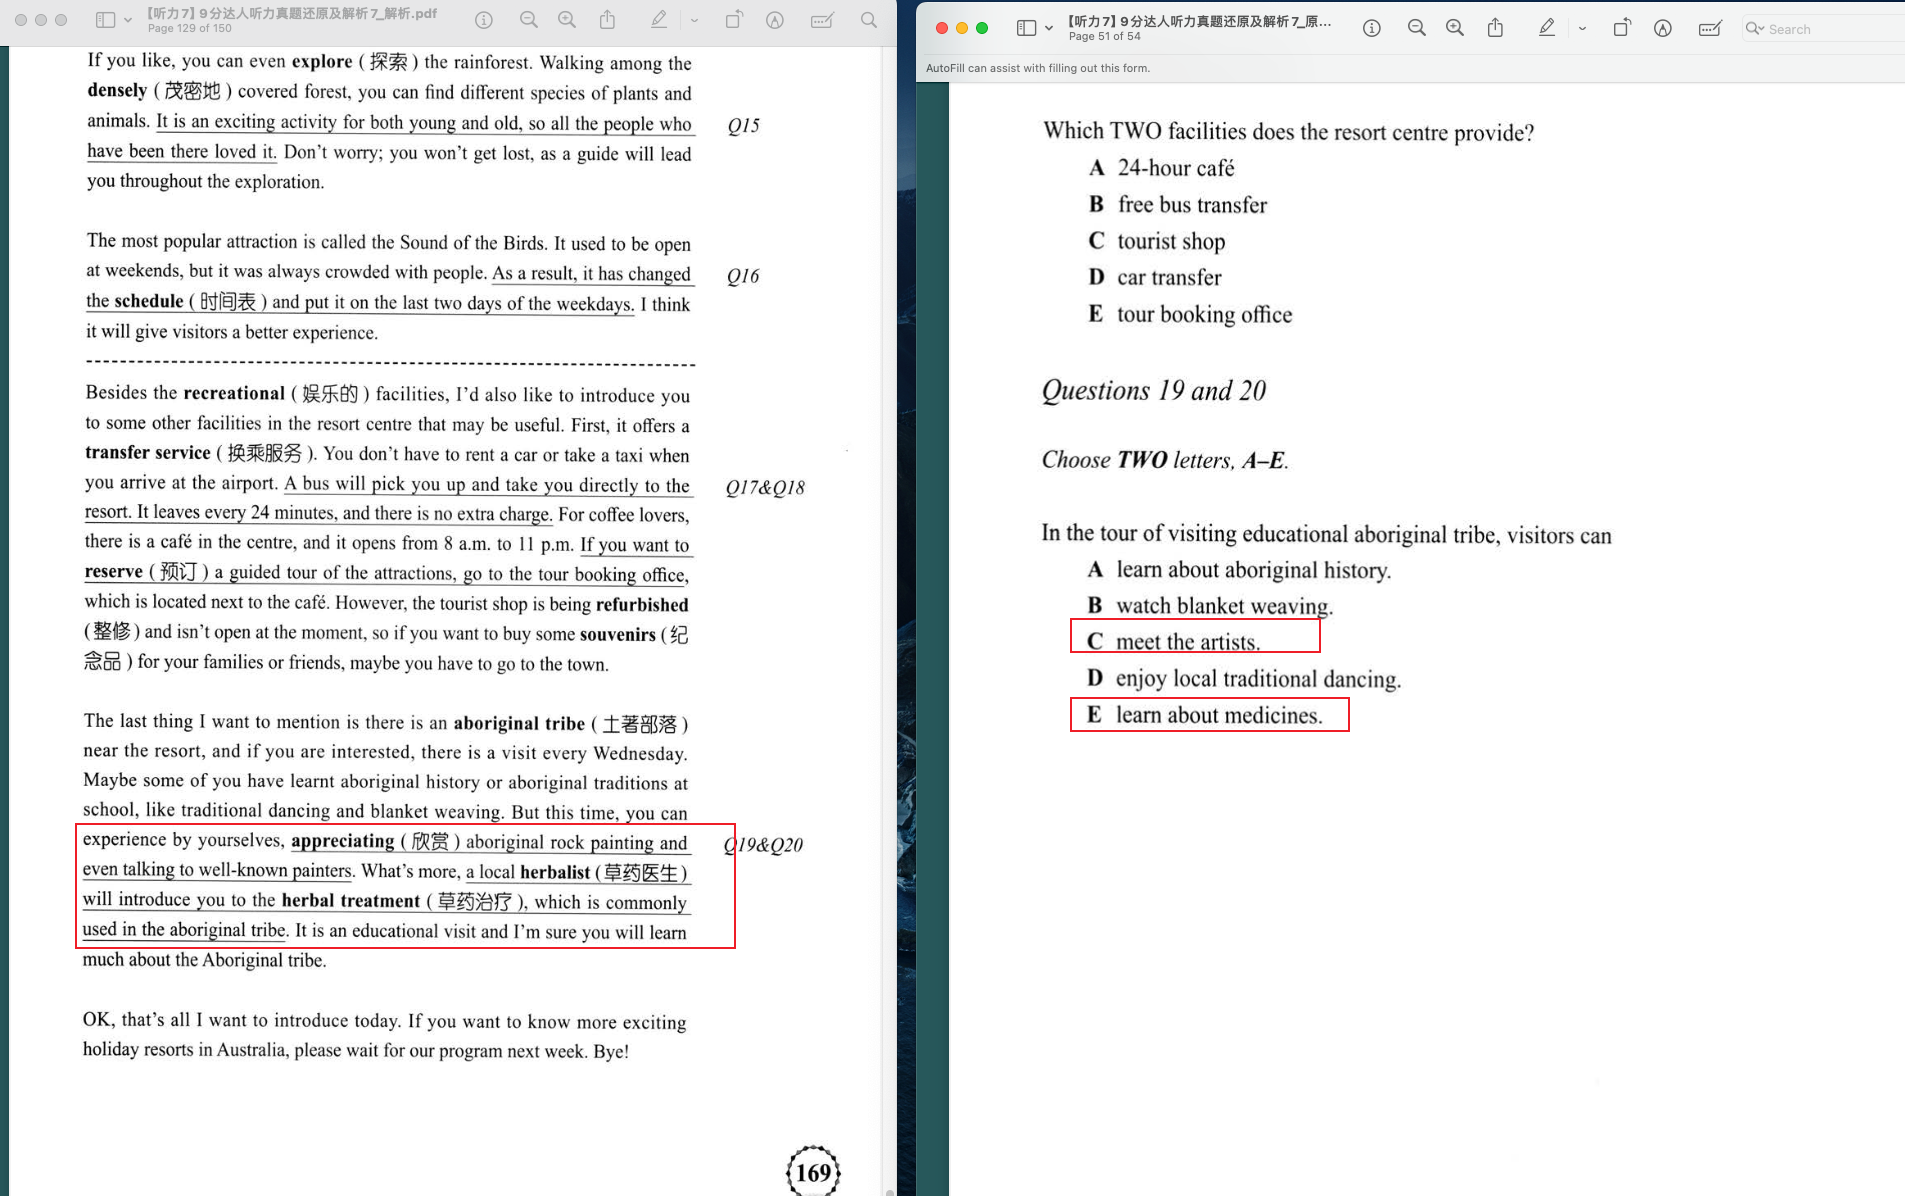 【听力7】9分达人听力真题还原及解析7_解析.pdf
Page 129 of 150
If you like, you can even explore ( 探索 ) the rainforest. Walking among the
densely ( 茂密地 ) covered forest, you can find different species of plants and
animals. It is an exciting activity for both young and old, so all the people who
Q15
have been there loved it. Don't worry; you won't get lost, as a guide will lead
you throughout the exploration.
The most popular attraction is called the Sound of the Birds. It used to be open
at weekends, but it was always crowded with people. As a result, it has changed
Q16
the schedule ( 时间表 ) and put it on the last two days of the weekdays. I think
it will give visitors a better experience.
Besides the recreational ( 娱乐的 ) facilities, I'd also like to introduce you
to some other facilities in the resort centre that may be useful. First, it offers a
transfer service ( 换乘服务 ). You don't have to rent a car or take a taxi when
you arrive at the airport. A bus will pick you up and take you directly to the
Q17&Q18
resort. It leaves every 24 minutes, and there is no extra charge. For coffee lovers,
there is a café in the centre, and it opens from 8 a.m. to 11 p.m. If you want to
reserve ( 预订 ) a guided tour of the attractions, go to the tour booking office,
which is located next to the café. However, the tourist shop is being refurbished
( 整修 ) and isn't open at the moment, so if you want to buy some souvenirs ( 纪
念品 ) for your families or friends, maybe you have to go to the town.
The last thing I want to mention is there is an aboriginal tribe ( 土著部落 )
near the resort, and if you are interested, there is a visit every Wednesday.
Maybe some of you have learnt aboriginal history or aboriginal traditions at
school, like traditional dancing and blanket weaving. But this time, you can
experience by yourselves, appreciating ( 欣赏 ) aboriginal rock painting and
Q19&Q20
even talking to well-known painters. What's more, a local herbalist ( 草药医生 )
will introduce you to the herbal treatment ( 草药治疗 ), which is commonly
used in the aboriginal tribe. It is an educational visit and I'm sure you will learn
much about the Aboriginal tribe.
OK, that's all I want to introduce today. If you want to know more exciting
holiday resorts in Australia, please wait for our program next week. Bye!
169
【听力7】9分达人听力真题还原及解析7_原...
Page 51 of 54
Search
AutoFill can assist with filling out this form.
Which TWO facilities does the resort centre provide?
A 24-hour café
B free bus transfer
C tourist shop
D car transfer
E tour booking office
Questions 19 and 20
Choose TWO letters, A–E.
In the tour of visiting educational aboriginal tribe, visitors can
A learn about aboriginal history.
B watch blanket weaving.
C meet the artists.
D enjoy local traditional dancing.
E learn about medicines.